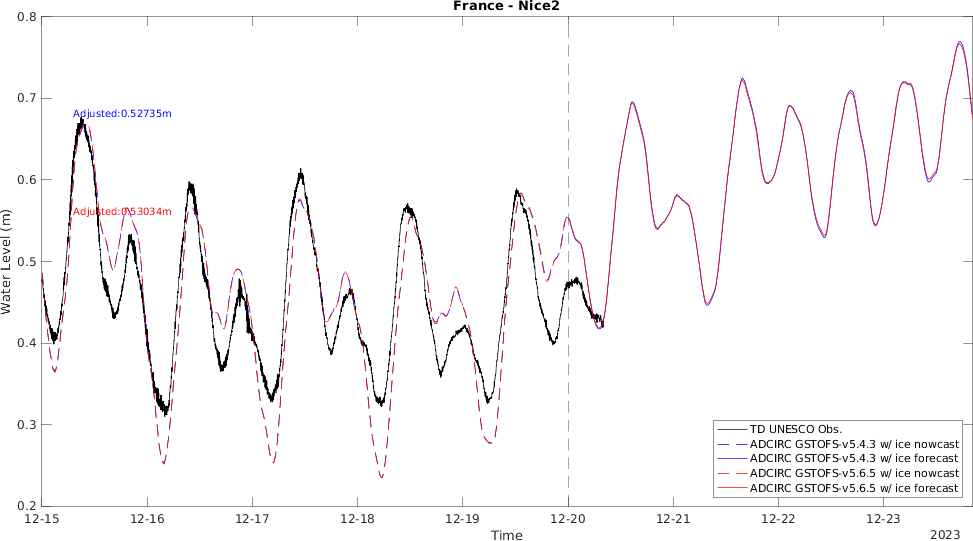 France - Nice2
0.8
0.7
0.6
0.5
0.4
0.3
0.2
Water Level (m)
Adjusted:0.52735m
Adjusted:0.53034m
TD UNESCO Obs.
ADCIRC GSTOFS-v5.4.3 w/ ice nowcast
ADCIRC GSTOFS-v5.4.3 w/ ice forecast
ADCIRC GSTOFS-v5.6.5 w/ ice nowcast
ADCIRC GSTOFS-v5.6.5 w/ ice forecast
12-15 12-16 12-17 12-18 12-19 12-20 12-21 12-22 12-23
Time
2023